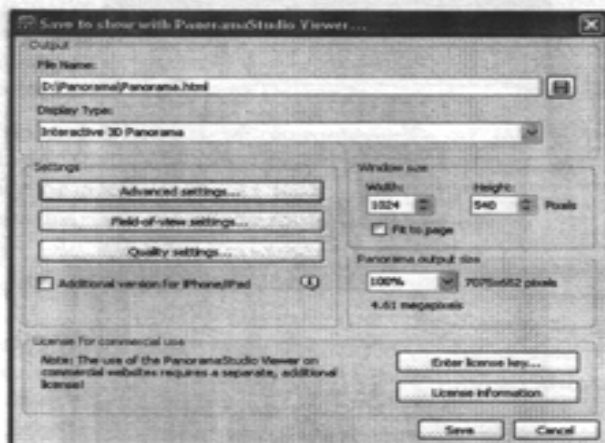 Save to show with PanoramaStudio Viewer...
Output
File Name:
D:\Panorama\Panorama.html
Display Type:
Interactive 3D Panorama
Settings
Advanced settings...
Field-of-view settings...
Quality settings...
Additional version for iPhone/iPad
Window size
Width: Height:
1024 540 Pixels
Fit to page
Panorama output size
100% 7075x652 pixels
4.61 megapixels
License for commercial use
Note: The use of the PanoramaStudio Viewer on
commercial websites requires a separate, additional
license!
Enter license key...
License information
Save Cancel